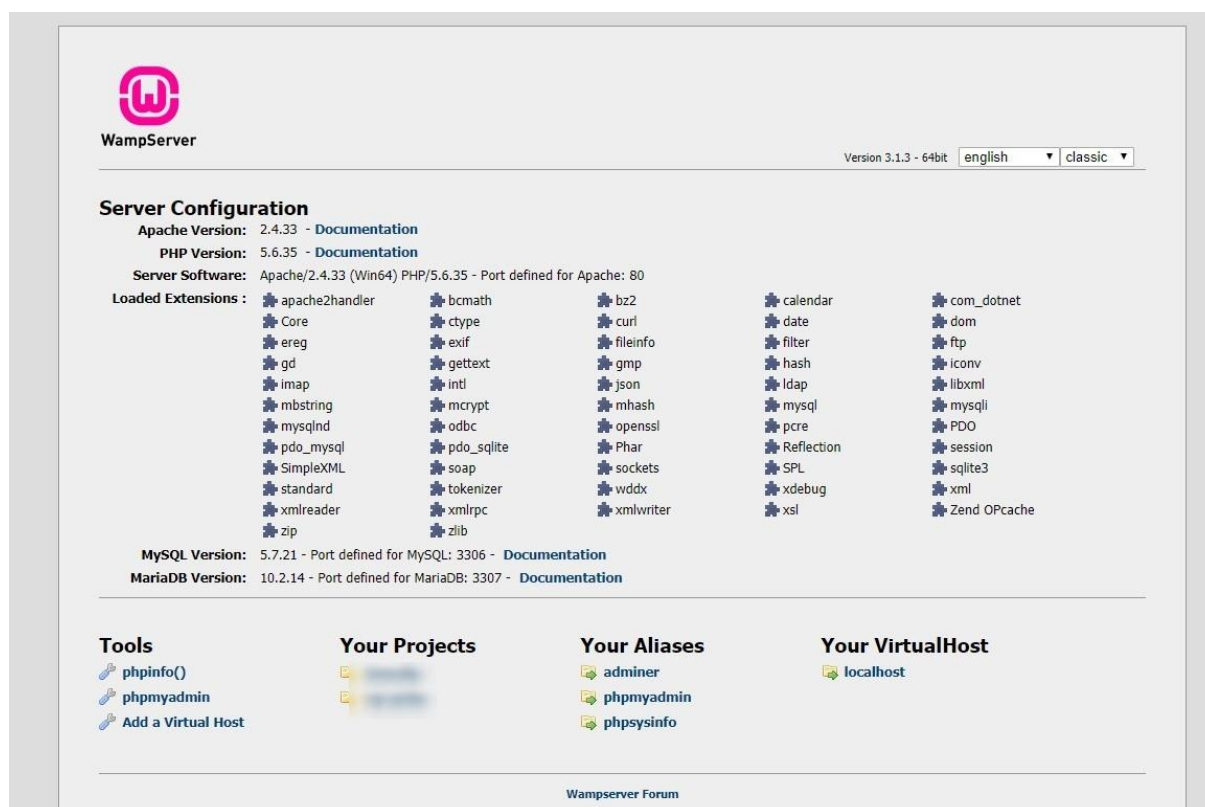 WampServer
Version 3.1.3 - 64bit english classic
Server Configuration
Apache Version: 2.4.33 - Documentation
PHP Version: 5.6.35 - Documentation
Server Software: Apache/2.4.33 (Win64) PHP/5.6.35 - Port defined for Apache: 80
Loaded Extensions : apache2handler bcmath bz2 calendar com_dotnet
Core ctype curl date dom
ereg exif fileinfo filter ftp
gd gettext gmp hash iconv
imap intl json ldap libxml
mbstring mcrypt mhash mysql mysqli
mysqlnd odbc openssl pcre PDO
pdo_mysql pdo_sqlite Phar Reflection session
SimpleXML soap sockets SPL sqlite3
standard tokenizer wddx xdebug xml
xmlreader xmlrpc xmlwriter xsl Zend OPcache
zip zlib
MySQL Version: 5.7.21 - Port defined for MySQL: 3306 - Documentation
MariaDB Version: 10.2.14 - Port defined for MariaDB: 3307 - Documentation
Tools Your Projects Your Aliases Your VirtualHost
phpinfo() adminer localhost
phpmyadmin phpmyadmin
Add a Virtual Host phpsysinfo
Wampserver Forum